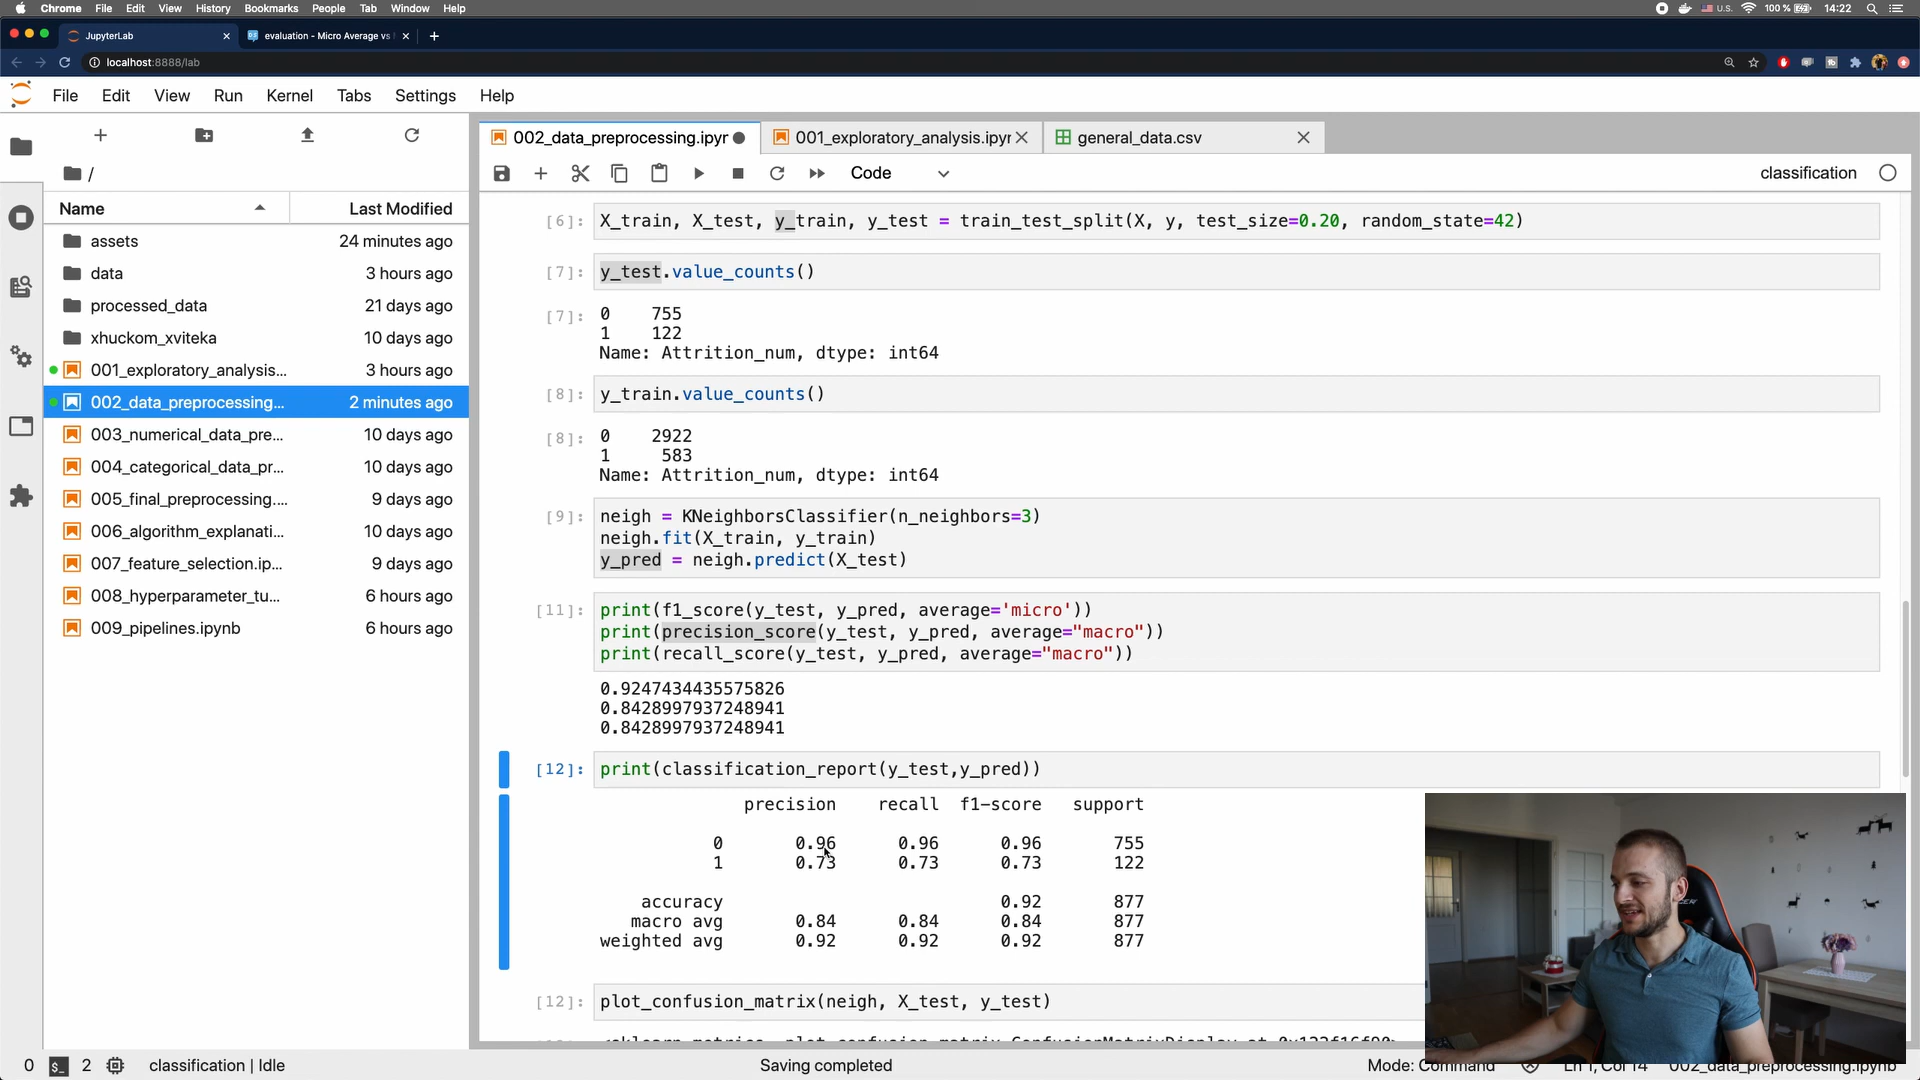 Chrome File Edit View History Bookmarks People Tab Window Help
U.S. 100 % 14:22
JupyterLab
evaluation - Micro Average vs
localhost:8888/lab
File Edit View Run Kernel Tabs Settings Help
002_data_preprocessing.ipyr
001_exploratory_analysis.ipyr
general_data.csv
Code
classification
/
Name Last Modified
assets 24 minutes ago
data 3 hours ago
processed_data 21 days ago
xhuckom_xviteka 10 days ago
001_exploratory_analysis... 3 hours ago
002_data_preprocessing... 2 minutes ago
003_numerical_data_pre... 10 days ago
004_categorical_data_pr... 10 days ago
005_final_preprocessing.... 9 days ago
006_algorithm_explanati... 10 days ago
007_feature_selection.ip... 9 days ago
008_hyperparameter_tu... 6 hours ago
009_pipelines.ipynb 6 hours ago
[6]: X_train, X_test, y_train, y_test = train_test_split(X, y, test_size=0.20, random_state=42)
[7]: y_test.value_counts()
[7]: 0 755
1 122
Name: Attrition_num, dtype: int64
[8]: y_train.value_counts()
[8]: 0 2922
1 583
Name: Attrition_num, dtype: int64
[9]: neigh = KNeighborsClassifier(n_neighbors=3)
neigh.fit(X_train, y_train)
y_pred = neigh.predict(X_test)
[11]: print(f1_score(y_test, y_pred, average='micro'))
print(precision_score(y_test, y_pred, average="macro"))
print(recall_score(y_test, y_pred, average="macro"))
0.9247434435575826
0.8428997937248941
0.8428997937248941
[12]: print(classification_report(y_test,y_pred))
precision recall f1-score support
0 0.96 0.96 0.96 755
1 0.73 0.73 0.73 122
accuracy 0.92 877
macro avg 0.84 0.84 0.84 877
weighted avg 0.92 0.92 0.92 877
[12]: plot_confusion_matrix(neigh, X_test, y_test)
0 $_ 2 classification | Idle
Saving completed
Mode: Command Ln 1, Col 14 002_data_preprocessing.ipynb